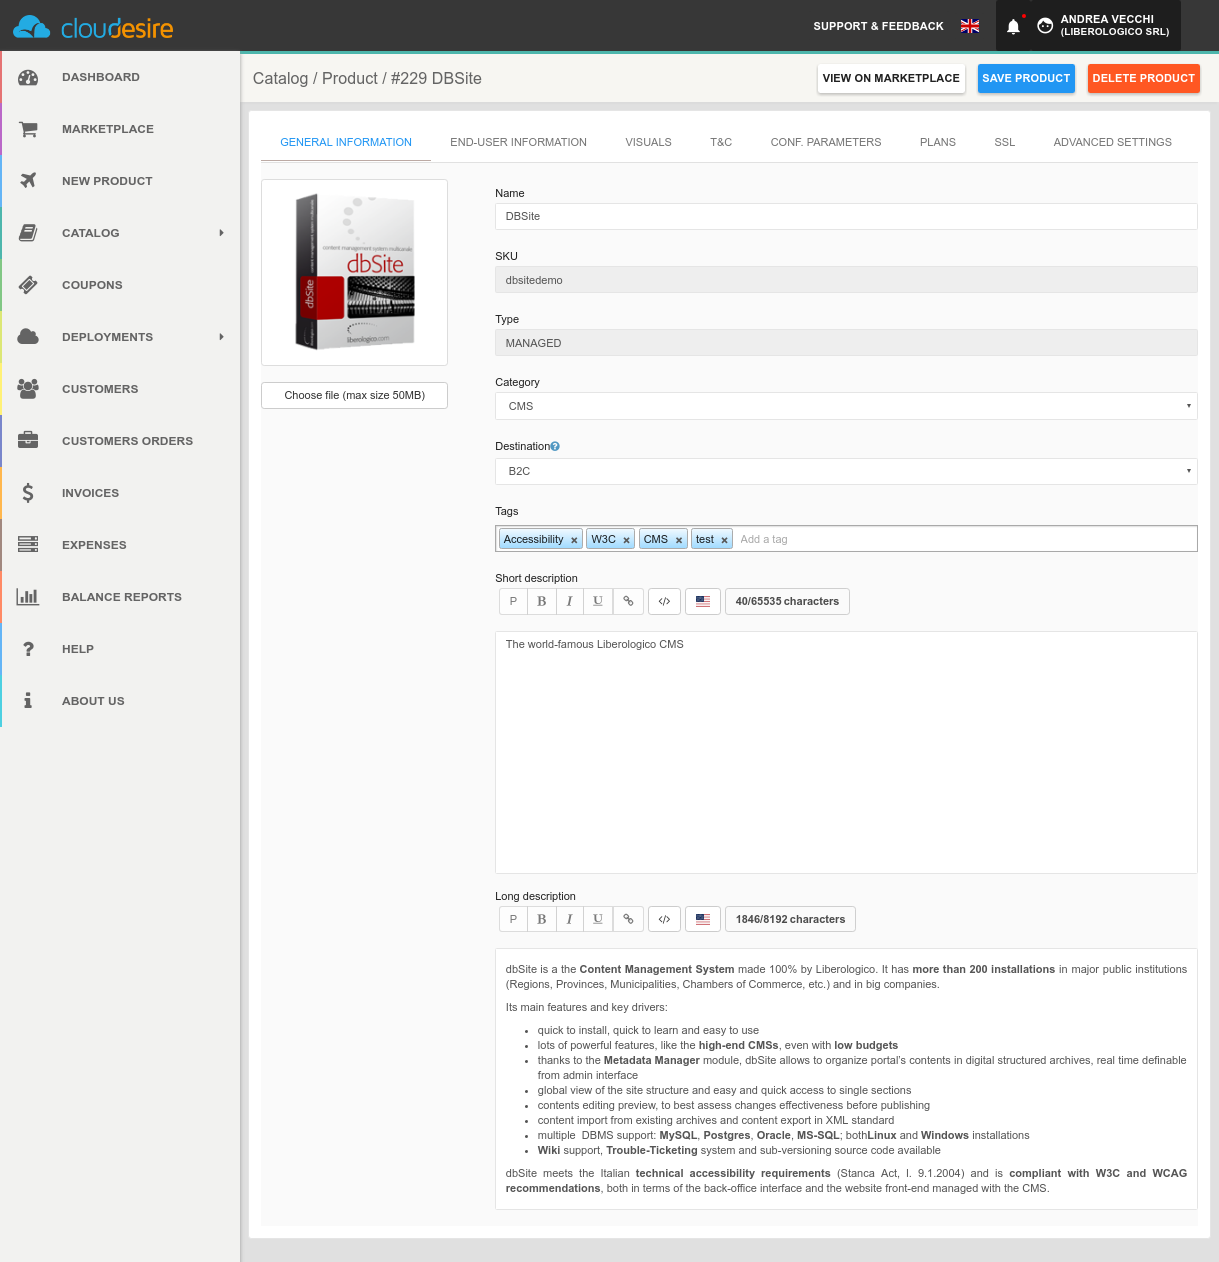 cloudesire
SUPPORT & FEEDBACK
ANDREA VECCHI
(LIBEROLOGICO SRL)
DASHBOARD
MARKETPLACE
NEW PRODUCT
CATALOG
COUPONS
DEPLOYMENTS
CUSTOMERS
CUSTOMERS ORDERS
INVOICES
EXPENSES
BALANCE REPORTS
HELP
ABOUT US
Catalog / Product / #229 DBSite
VIEW ON MARKETPLACE SAVE PRODUCT DELETE PRODUCT
GENERAL INFORMATION END-USER INFORMATION VISUALS T&C CONF. PARAMETERS PLANS SSL ADVANCED SETTINGS
content management system multicanale
dbSite
dbSite
liberologico.com
Choose file (max size 50MB)
Name
DBSite
SKU
dbsitedemo
Type
MANAGED
Category
CMS
Destination
B2C
Tags
Accessibility × W3C × CMS × test × Add a tag
Short description
P B I U </> 40/65535 characters
The world-famous Liberologico CMS
Long description
P B I U </> 1846/8192 characters
dbSite is a the Content Management System made 100% by Liberologico. It has more than 200 installations in major public institutions
(Regions, Provinces, Municipalities, Chambers of Commerce, etc.) and in big companies.
Its main features and key drivers:
• quick to install, quick to learn and easy to use
• lots of powerful features, like the high-end CMSs, even with low budgets
• thanks to the Metadata Manager module, dbSite allows to organize portal's contents in digital structured archives, real time definable
from admin interface
• global view of the site structure and easy and quick access to single sections
• contents editing preview, to best assess changes effectiveness before publishing
• content import from existing archives and content export in XML standard
• multiple  DBMS support: MySQL, Postgres, Oracle, MS-SQL; bothLinux and Windows installations
• Wiki support, Trouble-Ticketing system and sub-versioning source code available
dbSite meets the Italian technical accessibility requirements (Stanca Act, l. 9.1.2004) and is compliant with W3C and WCAG
recommendations, both in terms of the back-office interface and the website front-end managed with the CMS.